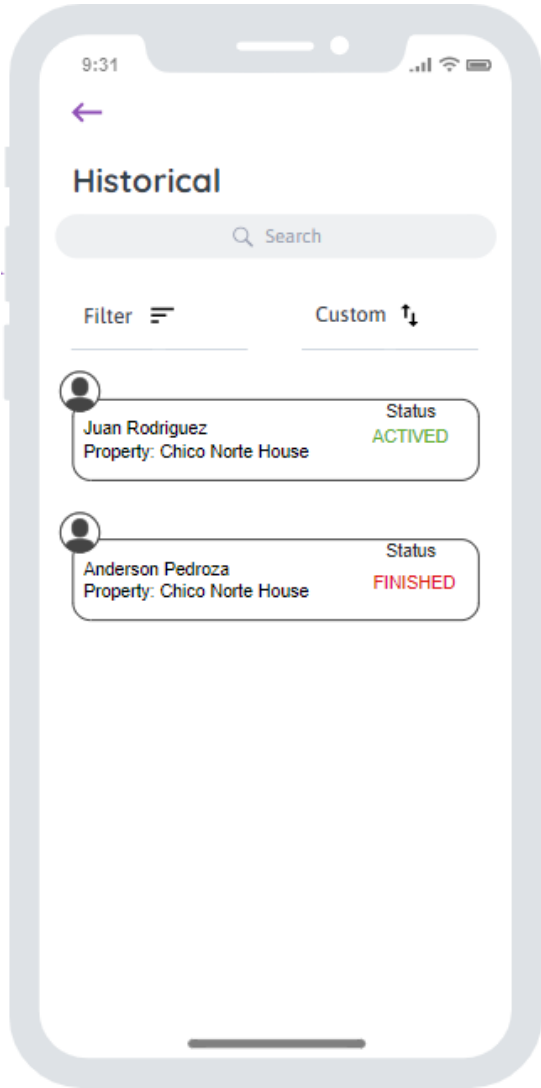 9:31
Historical
Search
Filter
Custom
Juan Rodriguez
Property: Chico Norte House
Status
ACTIVED
Anderson Pedroza
Property: Chico Norte House
Status
FINISHED